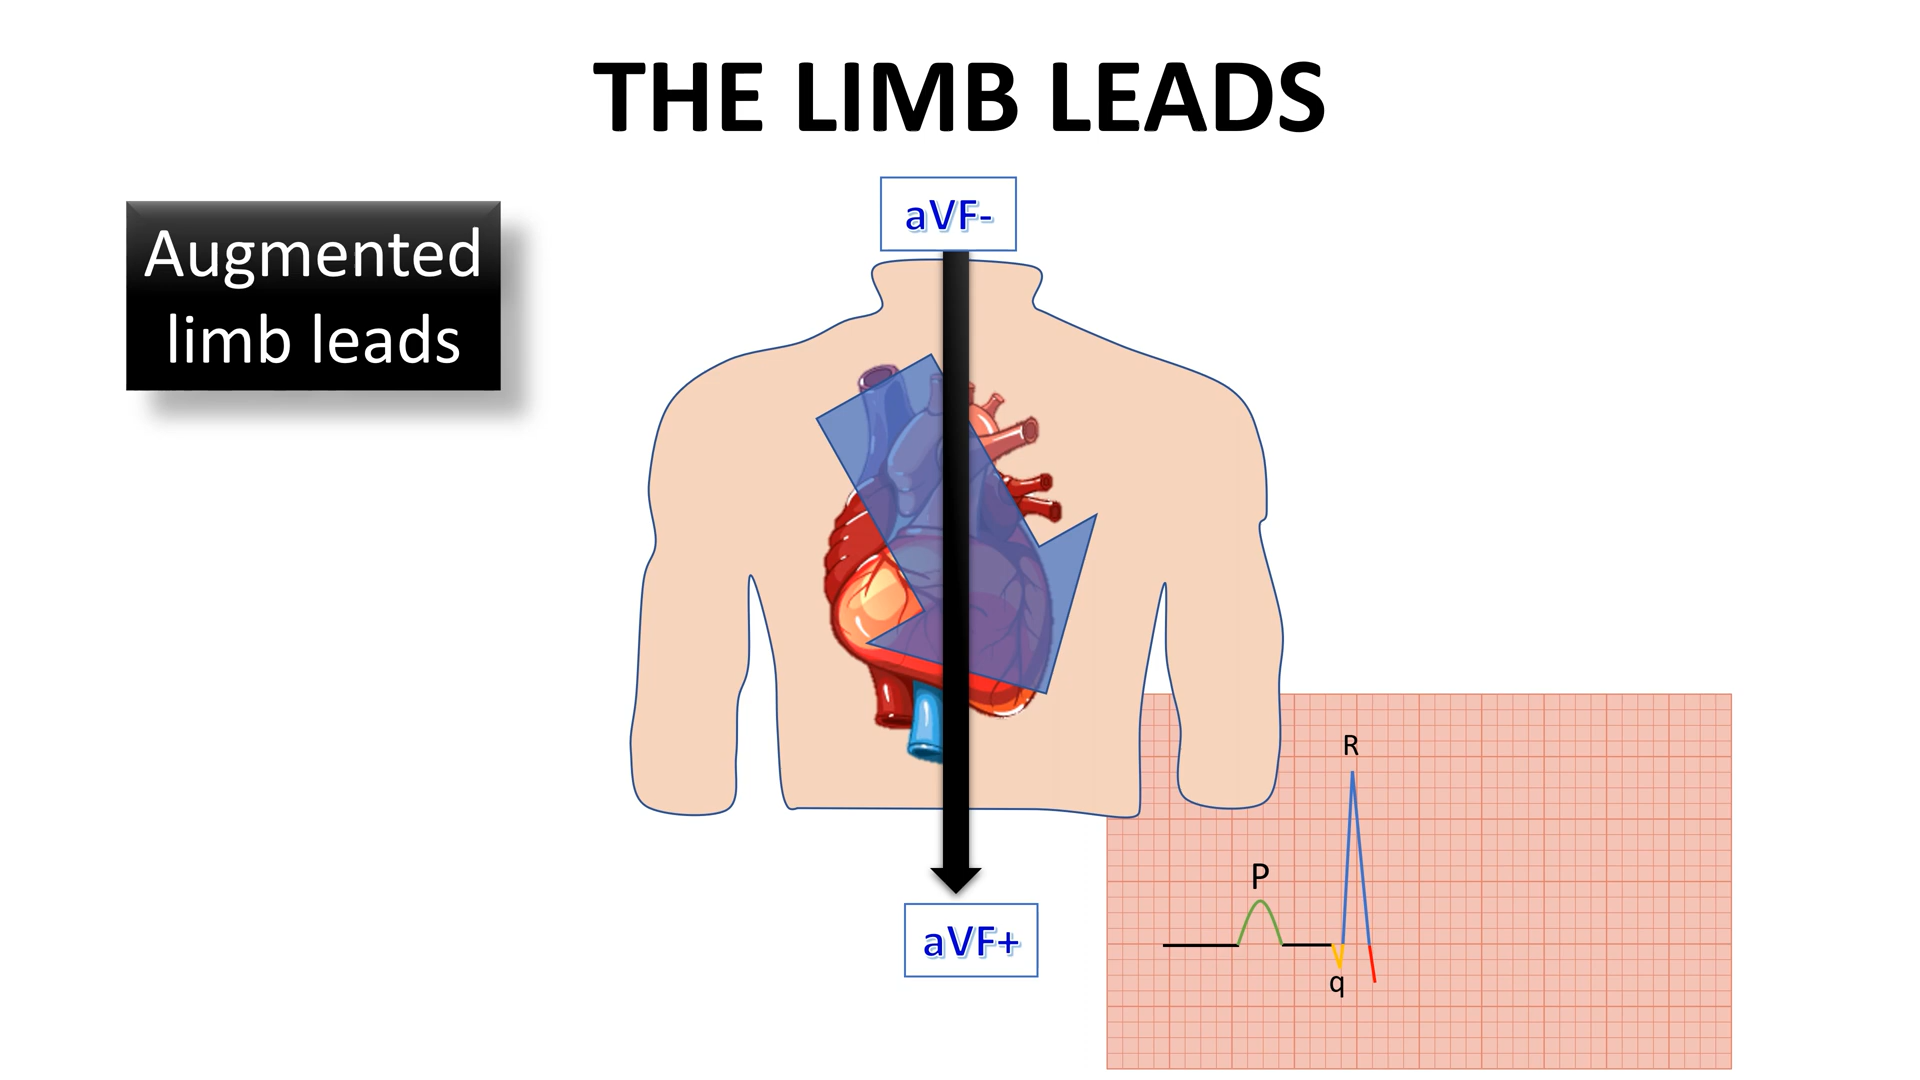 THE LIMB LEADS
aVF-
Augmented
limb leads
R
P
q
aVF+